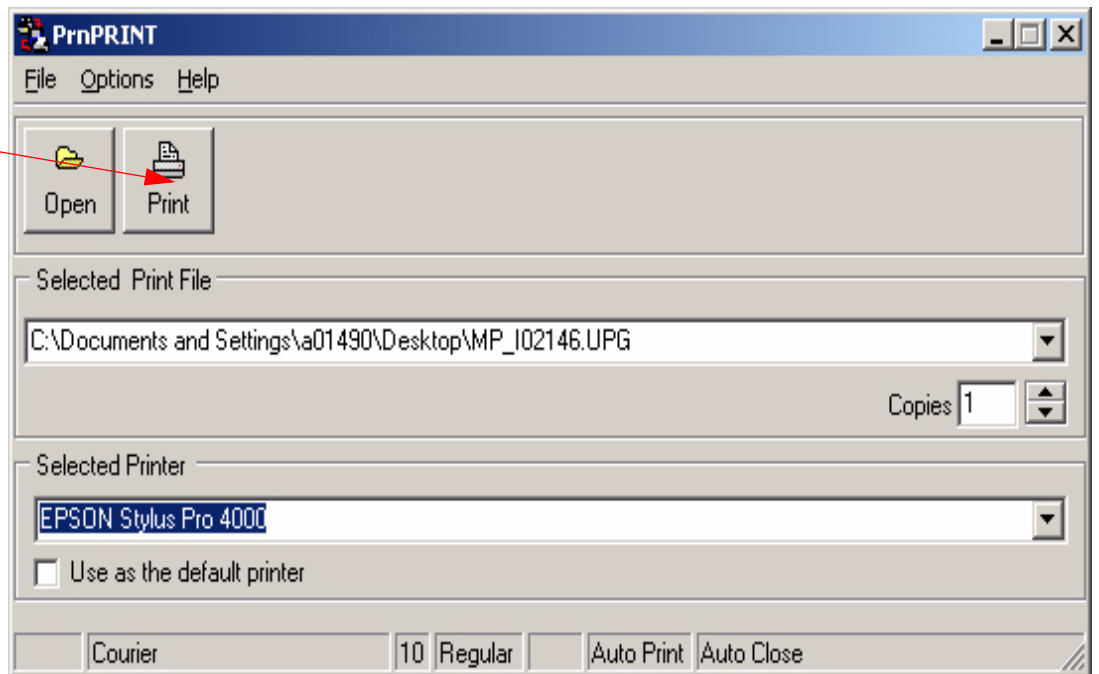 PrnPRINT
File Options Help
Open Print
Selected Print File
C:\Documents and Settings\a01490\Desktop\MP_I02146.UPG
Copies 1
Selected Printer
EPSON Stylus Pro 4000
Use as the default printer
Courier 10 Regular Auto Print Auto Close